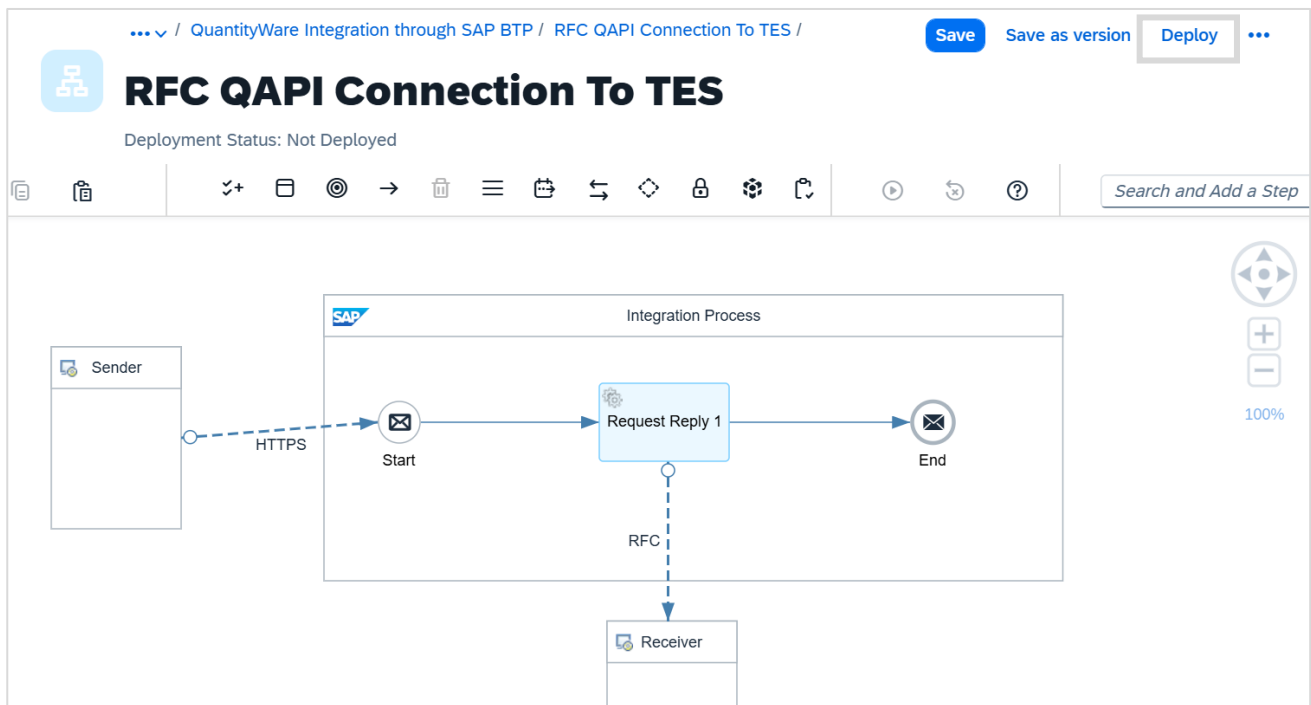 ••• / QuantityWare Integration through SAP BTP / RFC QAPI Connection To TES /
Save Save as version Deploy •••
RFC QAPI Connection To TES
Deployment Status: Not Deployed
Search and Add a Step
SAP Integration Process
Sender
HTTPS
Start
Request Reply 1
End
100%
RFC
Receiver